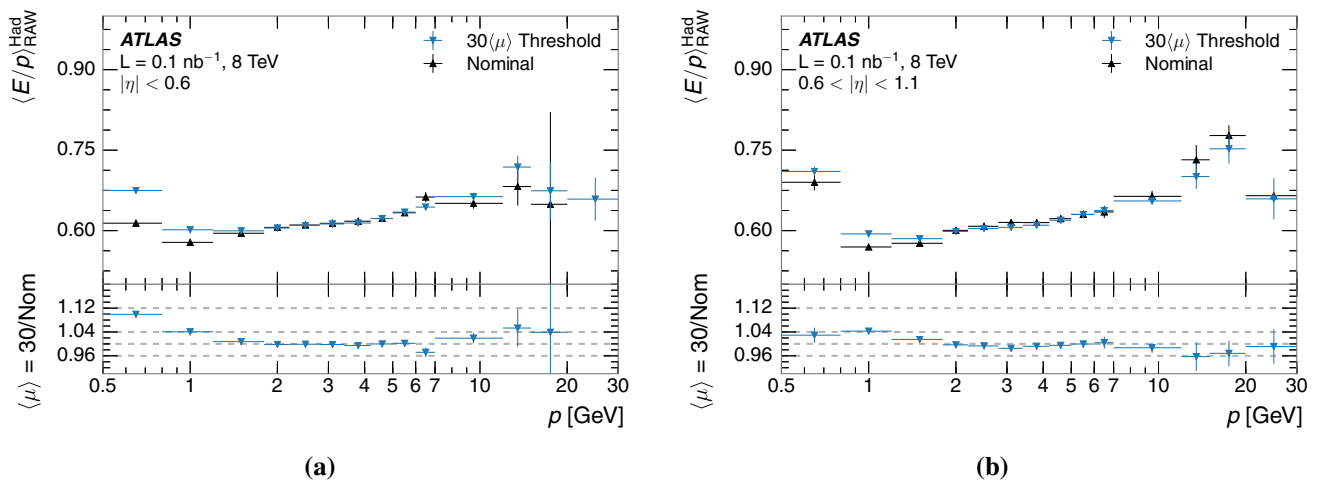 ⟨E/p⟩^Had_RAW
ATLAS
L = 0.1 nb⁻¹, 8 TeV
|η| < 0.6
30⟨μ⟩ Threshold
Nominal
0.90
0.75
0.60
⟨μ⟩ = 30/Nom
1.12
1.04
0.96
0.5 1 2 3 4 5 6 7 10 20 30
p [GeV]
(a)
⟨E/p⟩^Had_RAW
ATLAS
L = 0.1 nb⁻¹, 8 TeV
0.6 < |η| < 1.1
30⟨μ⟩ Threshold
Nominal
0.90
0.75
0.60
⟨μ⟩ = 30/Nom
1.12
1.04
0.96
0.5 1 2 3 4 5 6 7 10 20 30
p [GeV]
(b)